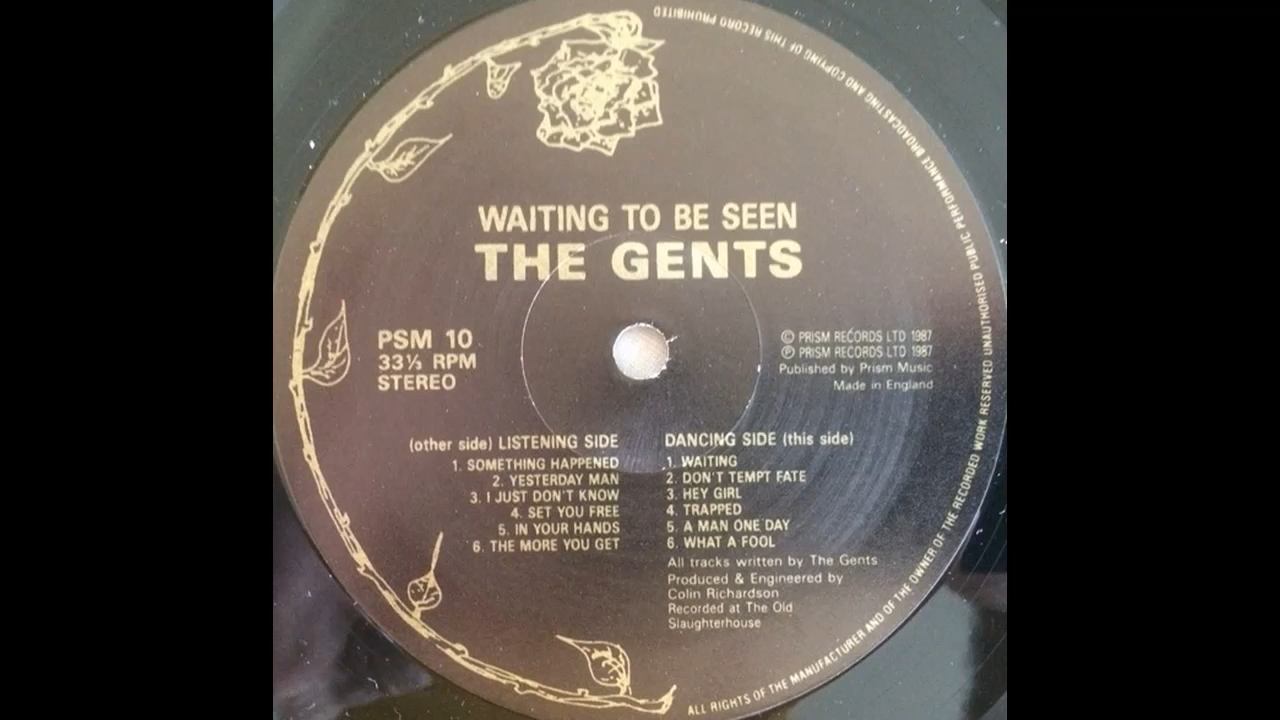 WAITING TO BE SEEN
THE GENTS
PSM 10
33⅓ RPM
STEREO
© PRISM RECORDS LTD 1987
℗ PRISM RECORDS LTD 1987
Published by Prism Music
Made in England
(other side) LISTENING SIDE
1. SOMETHING HAPPENED
2. YESTERDAY MAN
3. I JUST DON'T KNOW
4. SET YOU FREE
5. IN YOUR HANDS
6. THE MORE YOU GET
DANCING SIDE (this side)
1. WAITING
2. DON'T TEMPT FATE
3. HEY GIRL
4. TRAPPED
5. A MAN ONE DAY
6. WHAT A FOOL
All tracks written by The Gents
Produced & Engineered by
Colin Richardson
Recorded at The Old
Slaughterhouse
ALL RIGHTS OF THE MANUFACTURER AND OF THE OWNER OF THE RECORDED WORK RESERVED UNAUTHORISED PUBLIC PERFORMANCE BROADCASTING AND COPYING OF THIS RECORD PROHIBITED